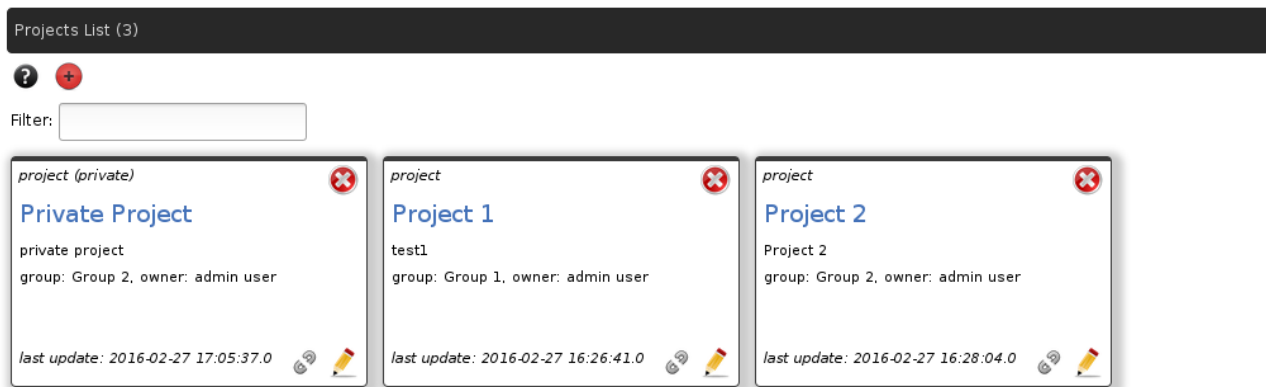 Projects List (3)
?
Filter:
project (private)
Private Project
private project
group: Group 2, owner: admin user
last update: 2016-02-27 17:05:37.0
project
Project 1
test1
group: Group 1, owner: admin user
last update: 2016-02-27 16:26:41.0
project
Project 2
Project 2
group: Group 2, owner: admin user
last update: 2016-02-27 16:28:04.0